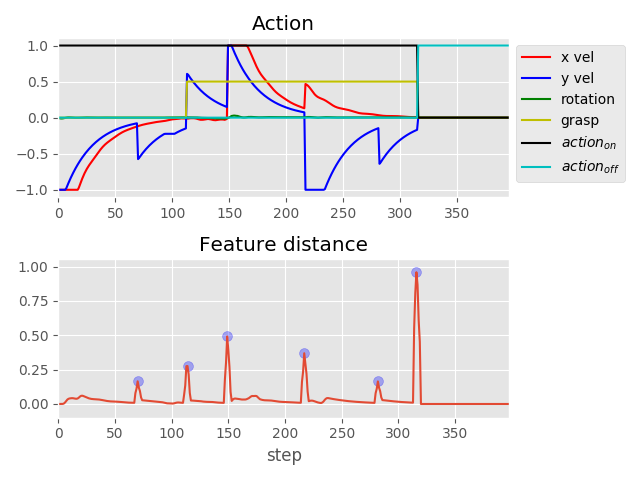 Action
1.0
0.5
0.0
−0.5
−1.0
0 50 100 150 200 250 300 350
x vel
y vel
rotation
grasp
action_on
action_off
Feature distance
1.00
0.75
0.50
0.25
0.00
0 50 100 150 200 250 300 350
step